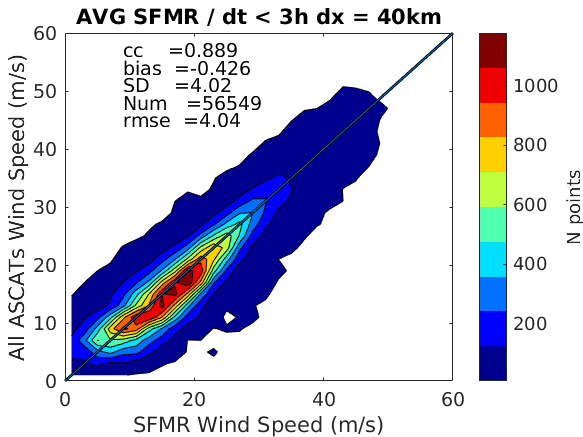 AVG SFMR / dt < 3h dx = 40km
cc =0.889
bias =-0.426
SD =4.02
Num =56549
rmse =4.04
All ASCATs Wind Speed (m/s)
60
50
40
30
20
10
0
0 20 40 60
SFMR Wind Speed (m/s)
1000
800
600
400
200
N points